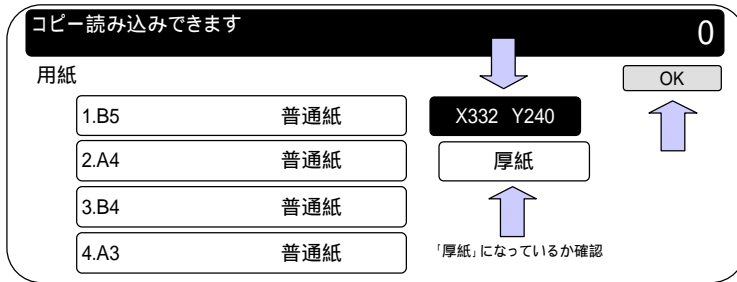 コピー読み込みできます 0
用紙 OK
1.B5 普通紙 X332 Y240
2.A4 普通紙 厚紙
3.B4 普通紙
4.A3 普通紙 「厚紙」になっているか確認